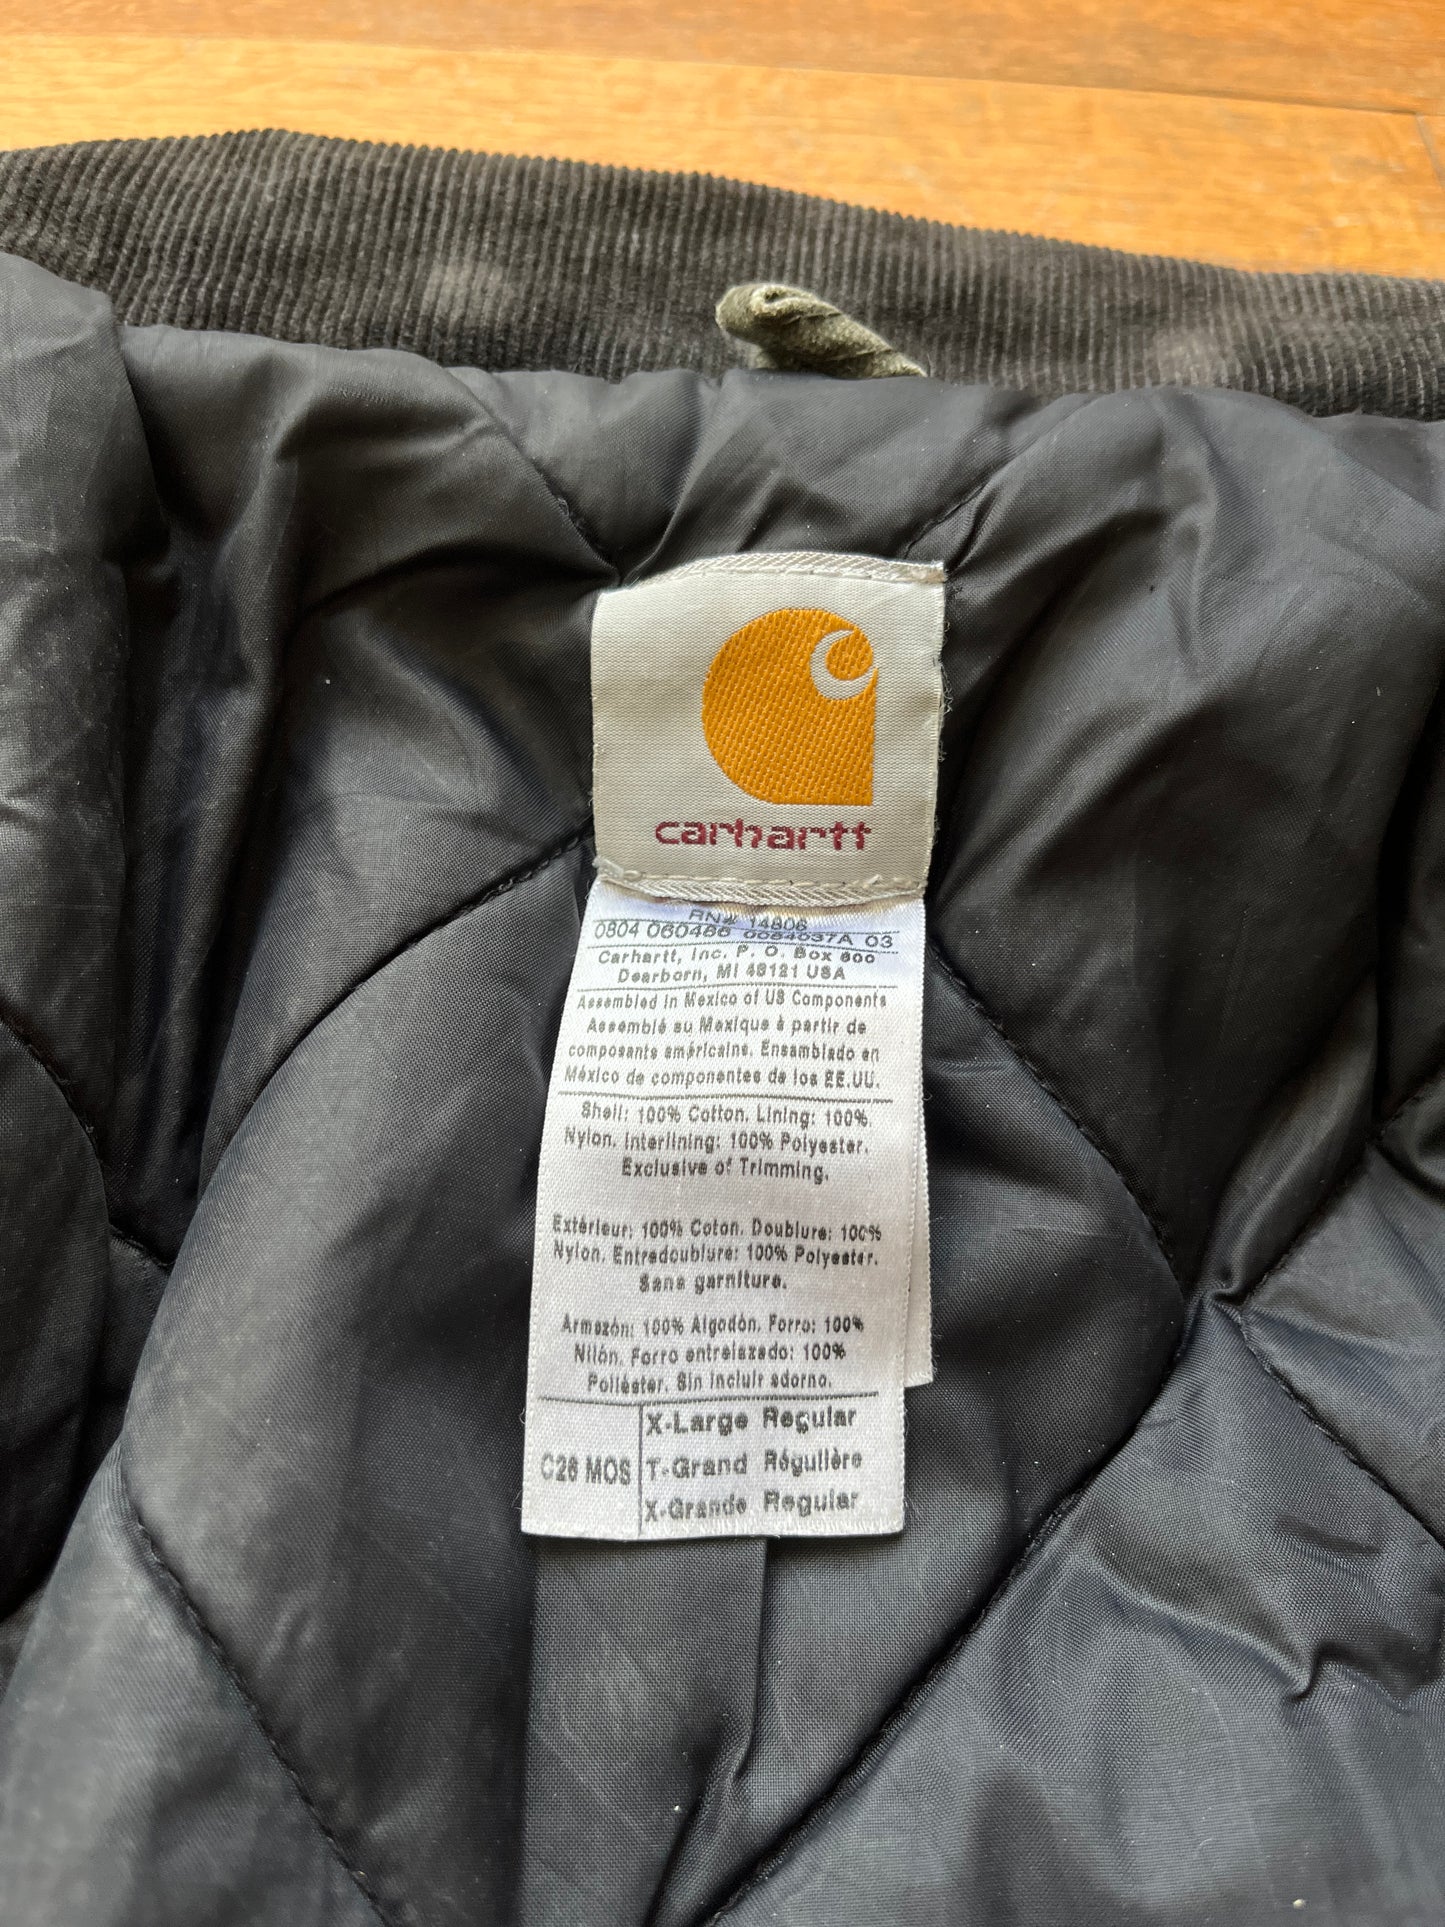 carhartt
RN# 14806
0804 060486 0084037A 03
Carhartt, Inc. P. O. Box 600
Dearborn, MI 48121 USA
Assembled in Mexico of US Components
Assemblé au Mexique à partir de
composants américains. Ensamblado en
México de componentes de los EE.UU.
Shell: 100% Cotton. Lining: 100%
Nylon. Interlining: 100% Polyester.
Exclusive of Trimming.
Extérieur: 100% Coton. Doublure: 100%
Nylon. Entredoublure: 100% Polyester.
Sans garniture.
Armazón: 100% Algodón. Forro: 100%
Nilón. Forro entrelazado: 100%
Poliéster. Sin incluir adorno.
C26 MOS
X-Large Regular
T-Grand Régulière
X-Grande Regular